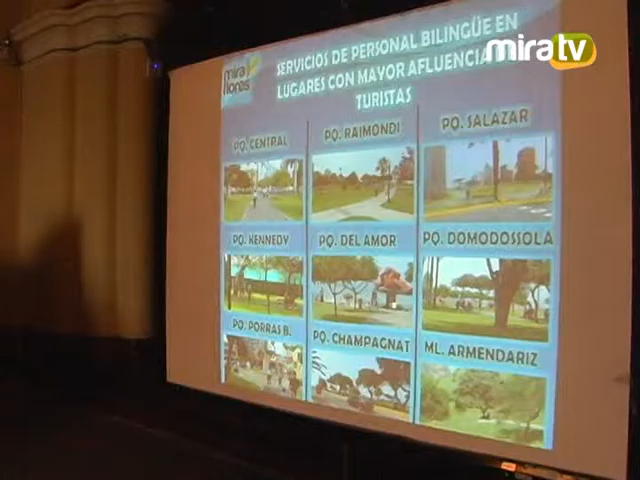 miratv
mira
flores
SERVICIOS DE PERSONAL BILINGÜE EN
LUGARES CON MAYOR AFLUENCIA
TURISTAS
PQ. CENTRAL
PQ. RAIMONDI
PQ. SALAZAR
PQ. KENNEDY
PQ. DEL AMOR
PQ. DOMODOSSOLA
PQ. PORRAS B.
PQ. CHAMPAGNAT
ML. ARMENDARIZ